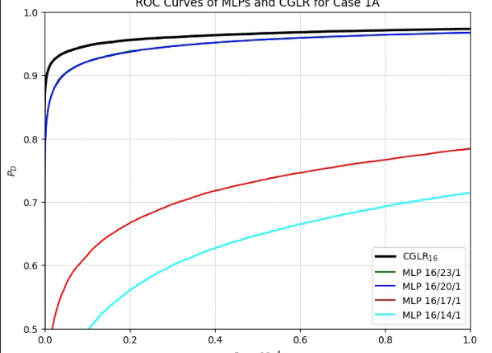 ROC Curves of MLPs and CGLR for Case 1A
1.0
0.9
0.8
0.7
0.6
0.5
P_D
0.0 0.2 0.4 0.6 0.8 1.0
CGLR₁₆
MLP 16/23/1
MLP 16/20/1
MLP 16/17/1
MLP 16/14/1